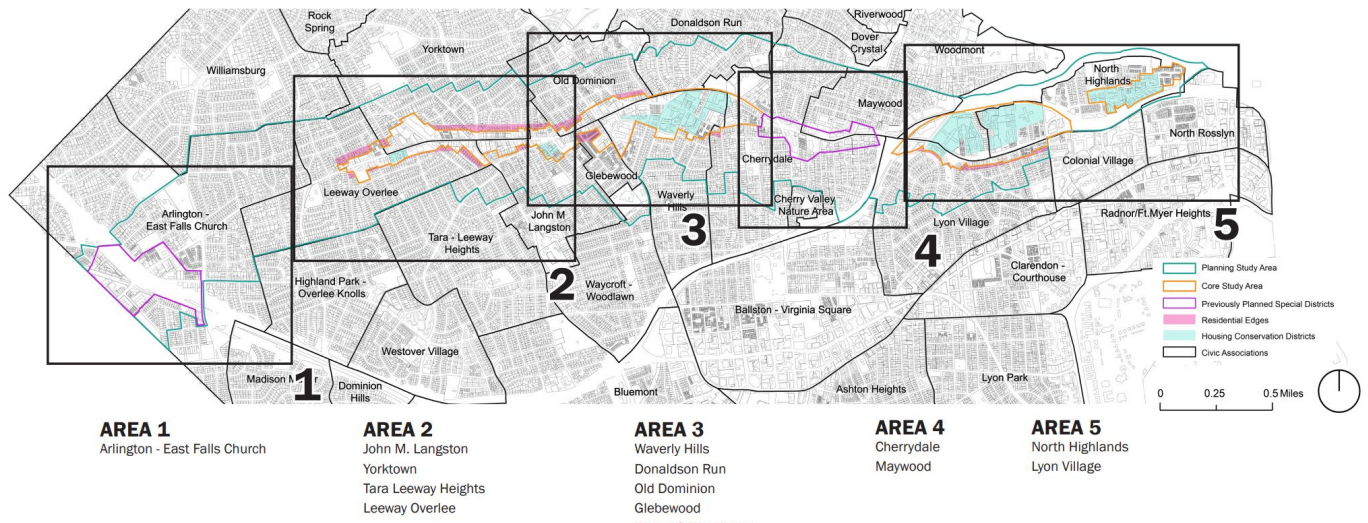 Rock
Spring
Donaldson Run
Riverwood
Dover
Crystal
Yorktown
Woodmont
Williamsburg
Old Dominion
North
Highlands
Maywood
North Rosslyn
Cherrydale
Colonial Village
Glebewood
Leeway Overlee
Waverly
Hills
Cherry Valley
Nature Area
Arlington -
East Falls Church
John M
Langston
Lyon Village
Radnor/Ft.Myer Heights
3
4
5
Tara - Leeway
Heights
Clarendon -
Courthouse
2
Highland Park -
Overlee Knolls
Waycroft -
Woodlawn
Ballston - Virginia Square
Westover Village
Madison
Dominion
Hills
1
Bluemont
Ashton Heights
Lyon Park
Planning Study Area
Core Study Area
Previously Planned Special Districts
Residential Edges
Housing Conservation Districts
Civic Associations
0 0.25 0.5 Miles
AREA 1
Arlington - East Falls Church
AREA 2
John M. Langston
Yorktown
Tara Leeway Heights
Leeway Overlee
AREA 3
Waverly Hills
Donaldson Run
Old Dominion
Glebewood
AREA 4
Cherrydale
Maywood
AREA 5
North Highlands
Lyon Village